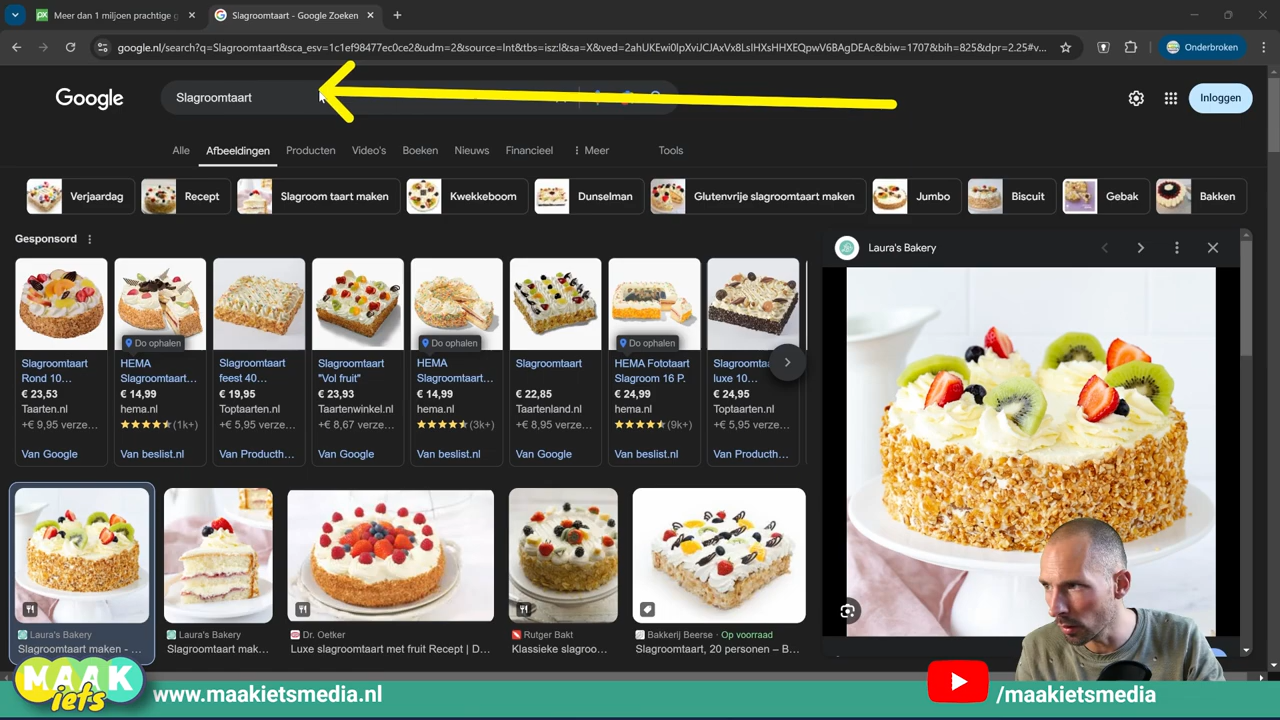 Meer dan 1 miljoen prachtige g
Slagroomtaart - Google Zoeken
google.nl/search?q=Slagroomtaart&sca_esv=1c1ef98477ec0ce2&udm=2&source=lnt&tbs=isz:l&sa=X&ved=2ahUKEwi0lpXviJCJAxVx8LsIHXsHHXEQpwV6BAgDEAc&biw=1707&bih=825&dpr=2.25#v...
Onderbroken
Google
Slagroomtaart
Inloggen
Alle
Afbeeldingen
Producten
Video's
Boeken
Nieuws
Financieel
Meer
Tools
Verjaardag
Recept
Slagroom taart maken
Kwekkeboom
Dunselman
Glutenvrije slagroomtaart maken
Jumbo
Biscuit
Gebak
Bakken
Gesponsord
Laura's Bakery
Do ophalen
Do ophalen
Do ophalen
Slagroomtaart
Rond 10...
€ 23,53
Taarten.nl
+€ 9,95 verze...
Van Google
HEMA
Slagroomtaart...
€ 14,99
hema.nl
(1k+)
Van beslist.nl
Slagroomtaart
feest 40...
€ 19,95
Toptaarten.nl
+€ 5,95 verze...
Van Producth...
Slagroomtaart
"Vol fruit"
€ 23,93
Taartenwinkel.nl
+€ 8,67 verze...
Van Google
HEMA
Slagroomtaart...
€ 14,99
hema.nl
(3k+)
Van beslist.nl
Slagroomtaart
€ 22,85
Taartenland.nl
+€ 8,95 verze...
Van Google
HEMA Fototaart
Slagroom 16 P.
€ 24,99
hema.nl
(9k+)
Van beslist.nl
Slagroomta
luxe 10...
€ 24,95
Toptaarten.nl
+€ 5,95 verze...
Van Producth...
Laura's Bakery
Slagroomtaart maken - ...
Laura's Bakery
Slagroomtaart mak...
Dr. Oetker
Luxe slagroomtaart met fruit Recept | D...
Rutger Bakt
Klassieke slagroo...
Bakkerij Beerse · Op voorraad
Slagroomtaart, 20 personen – B...
MAAK
iets
www.maakietsmedia.nl
/maakietsmedia